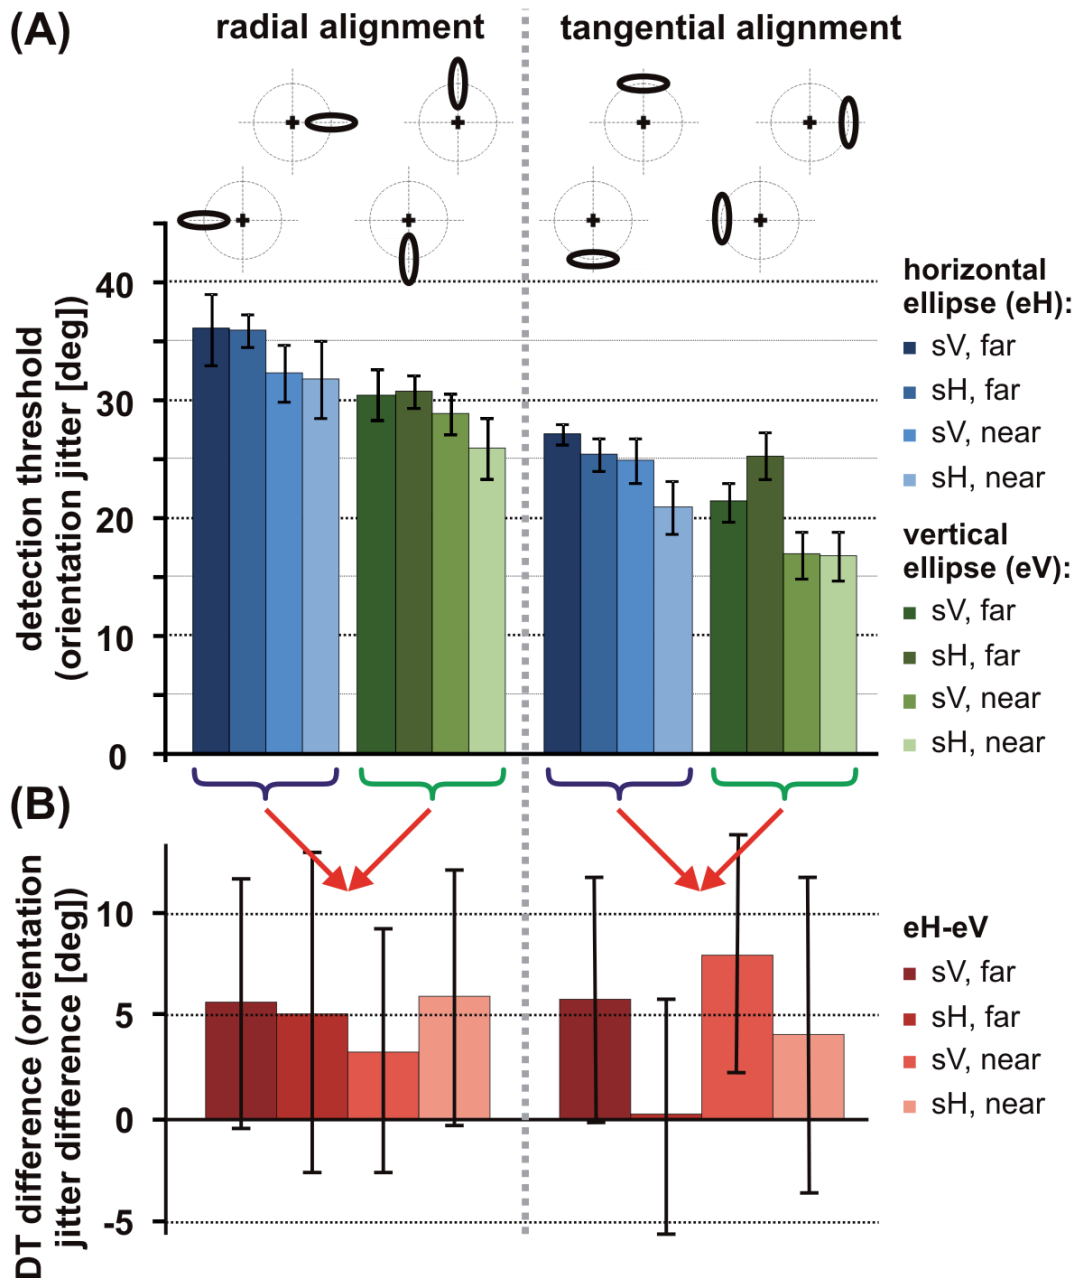 (A)
radial alignment
tangential alignment
detection threshold
(orientation jitter [deg])
40
30
20
10
0
horizontal
ellipse (eH):
sV, far
sH, far
sV, near
sH, near
vertical
ellipse (eV):
sV, far
sH, far
sV, near
sH, near
(B)
DT difference (orientation
jitter difference [deg])
10
5
0
-5
eH-eV
sV, far
sH, far
sV, near
sH, near